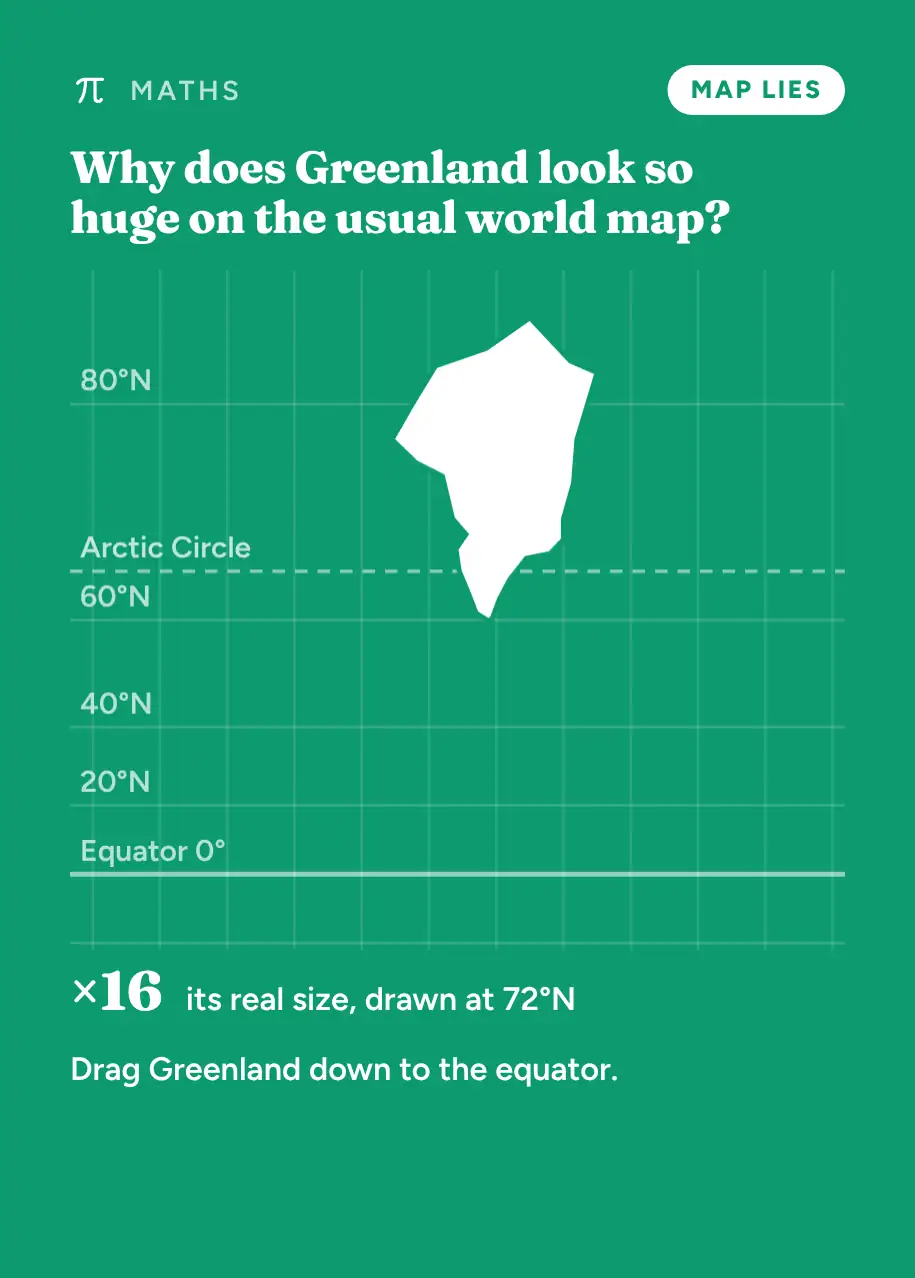 π MATHS
MAP LIES
Why does Greenland look so
huge on the usual world map?
80°N
Arctic Circle
60°N
40°N
20°N
Equator 0°
×16 its real size, drawn at 72°N
Drag Greenland down to the equator.